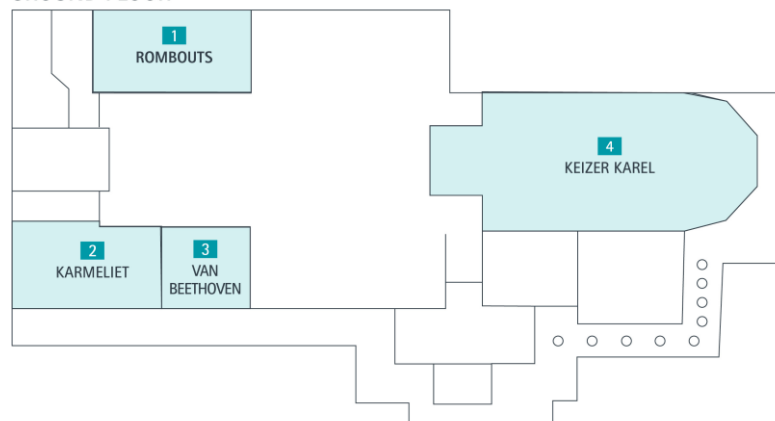 1
ROMBOUTS
4
KEIZER KAREL
2
KARMELIET
3
VAN
BEETHOVEN